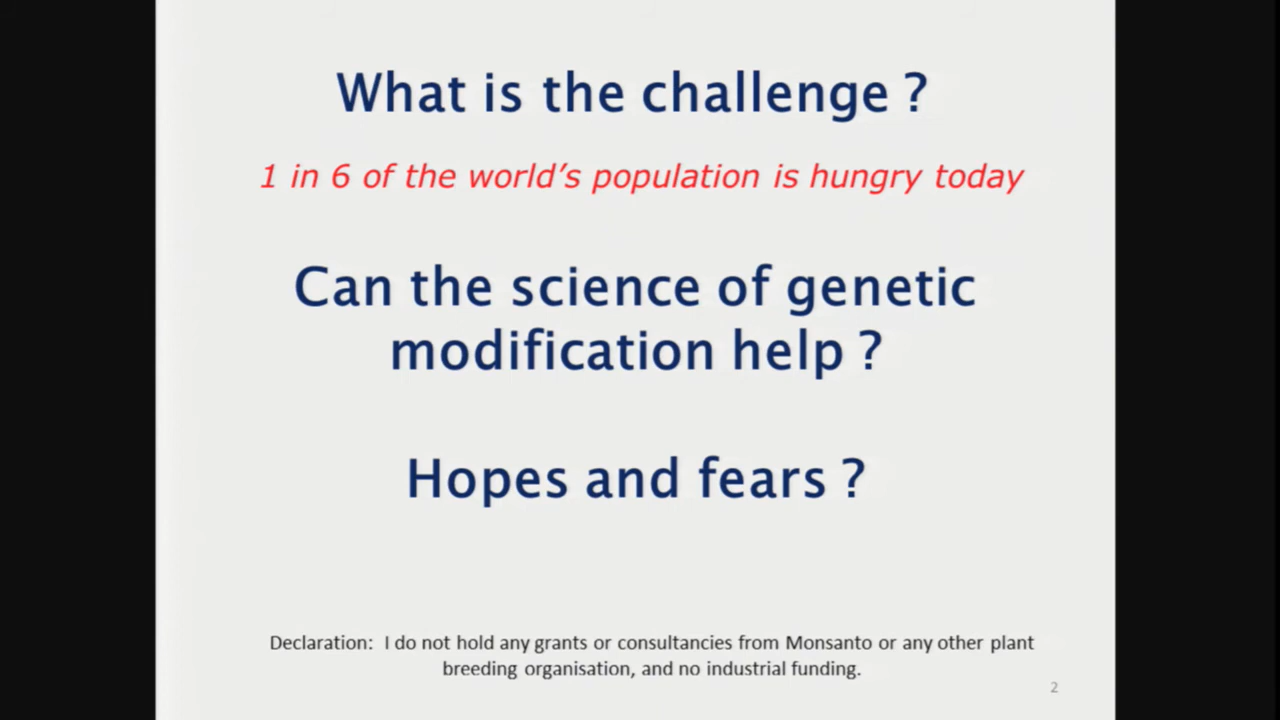 What is the challenge ?
1 in 6 of the world’s population is hungry today
Can the science of genetic
modification help ?
Hopes and fears ?
Declaration:  I do not hold any grants or consultancies from Monsanto or any other plant
breeding organisation, and no industrial funding.
2